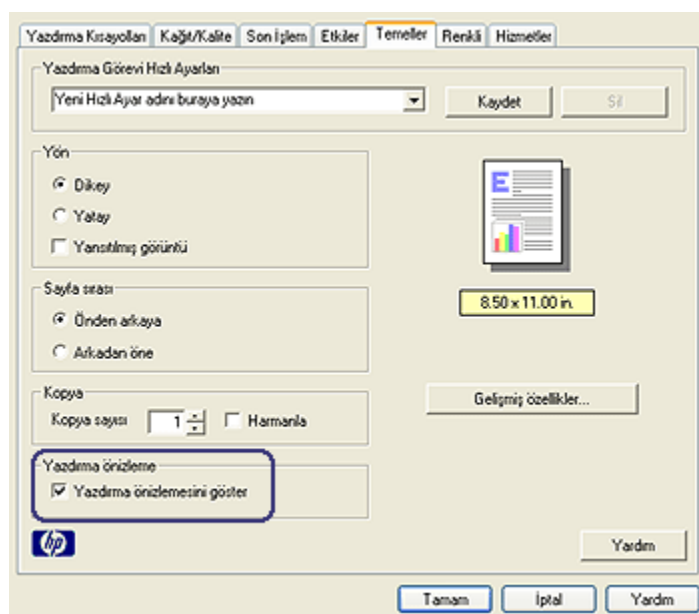 Yazdırma Kısayolları Kağıt/Kalite Son İşlem Etkiler Temeller Renkli Hizmetler
Yazdırma Görevi Hızlı Ayarları
Yeni Hızlı Ayar adını buraya yazın
Kaydet
Sil
Yön
Dikey
Yatay
Yansıtılmış görüntü
E
8.50 x 11.00 in.
Sayfa sırası
Önden arkaya
Arkadan öne
Gelişmiş özellikler...
Kopya
Kopya sayısı 1 Harmanla
Yazdırma önizleme
Yazdırma önizlemesini göster
hp
Yardım
Tamam İptal Yardım